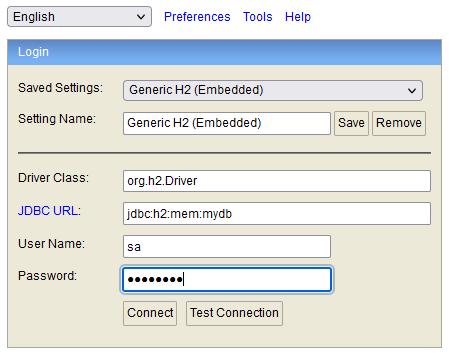 English Preferences Tools Help
Login
Saved Settings: Generic H2 (Embedded)
Setting Name: Generic H2 (Embedded) Save Remove
Driver Class: org.h2.Driver
JDBC URL: jdbc:h2:mem:mydb
User Name: sa
Password: ●●●●●●●●
Connect Test Connection